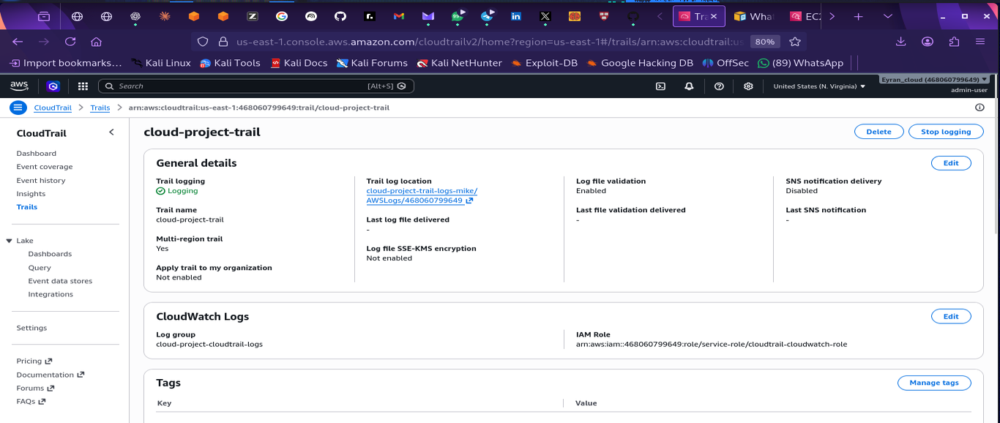 Tra
Wha
EC2
us-east-1.console.aws.amazon.com/cloudtrailv2/home?region=us-east-1#/trails/arn:aws:cloudtrail:us
80%
Import bookmarks...
Kali Linux
Kali Tools
Kali Docs
Kali Forums
Kali NetHunter
Exploit-DB
Google Hacking DB
OffSec
(89) WhatsApp
aws
Search
[Alt+S]
United States (N. Virginia)
Eyran_cloud (468060799649)
admin-user
CloudTrail
Trails
arn:aws:cloudtrail:us-east-1:468060799649:trail/cloud-project-trail
CloudTrail
Dashboard
Event coverage
Event history
Insights
Trails
Lake
Dashboards
Query
Event data stores
Integrations
Settings
Pricing
Documentation
Forums
FAQs
cloud-project-trail
Delete
Stop logging
General details
Edit
Trail logging
Logging
Trail name
cloud-project-trail
Multi-region trail
Yes
Apply trail to my organization
Not enabled
Trail log location
cloud-project-trail-logs-mike/
AWSLogs/468060799649
Last log file delivered
-
Log file SSE-KMS encryption
Not enabled
Log file validation
Enabled
Last file validation delivered
-
SNS notification delivery
Disabled
Last SNS notification
-
CloudWatch Logs
Edit
Log group
cloud-project-cloudtrail-logs
IAM Role
arn:aws:iam::468060799649:role/service-role/cloudtrail-cloudwatch-role
Tags
Manage tags
Key
Value